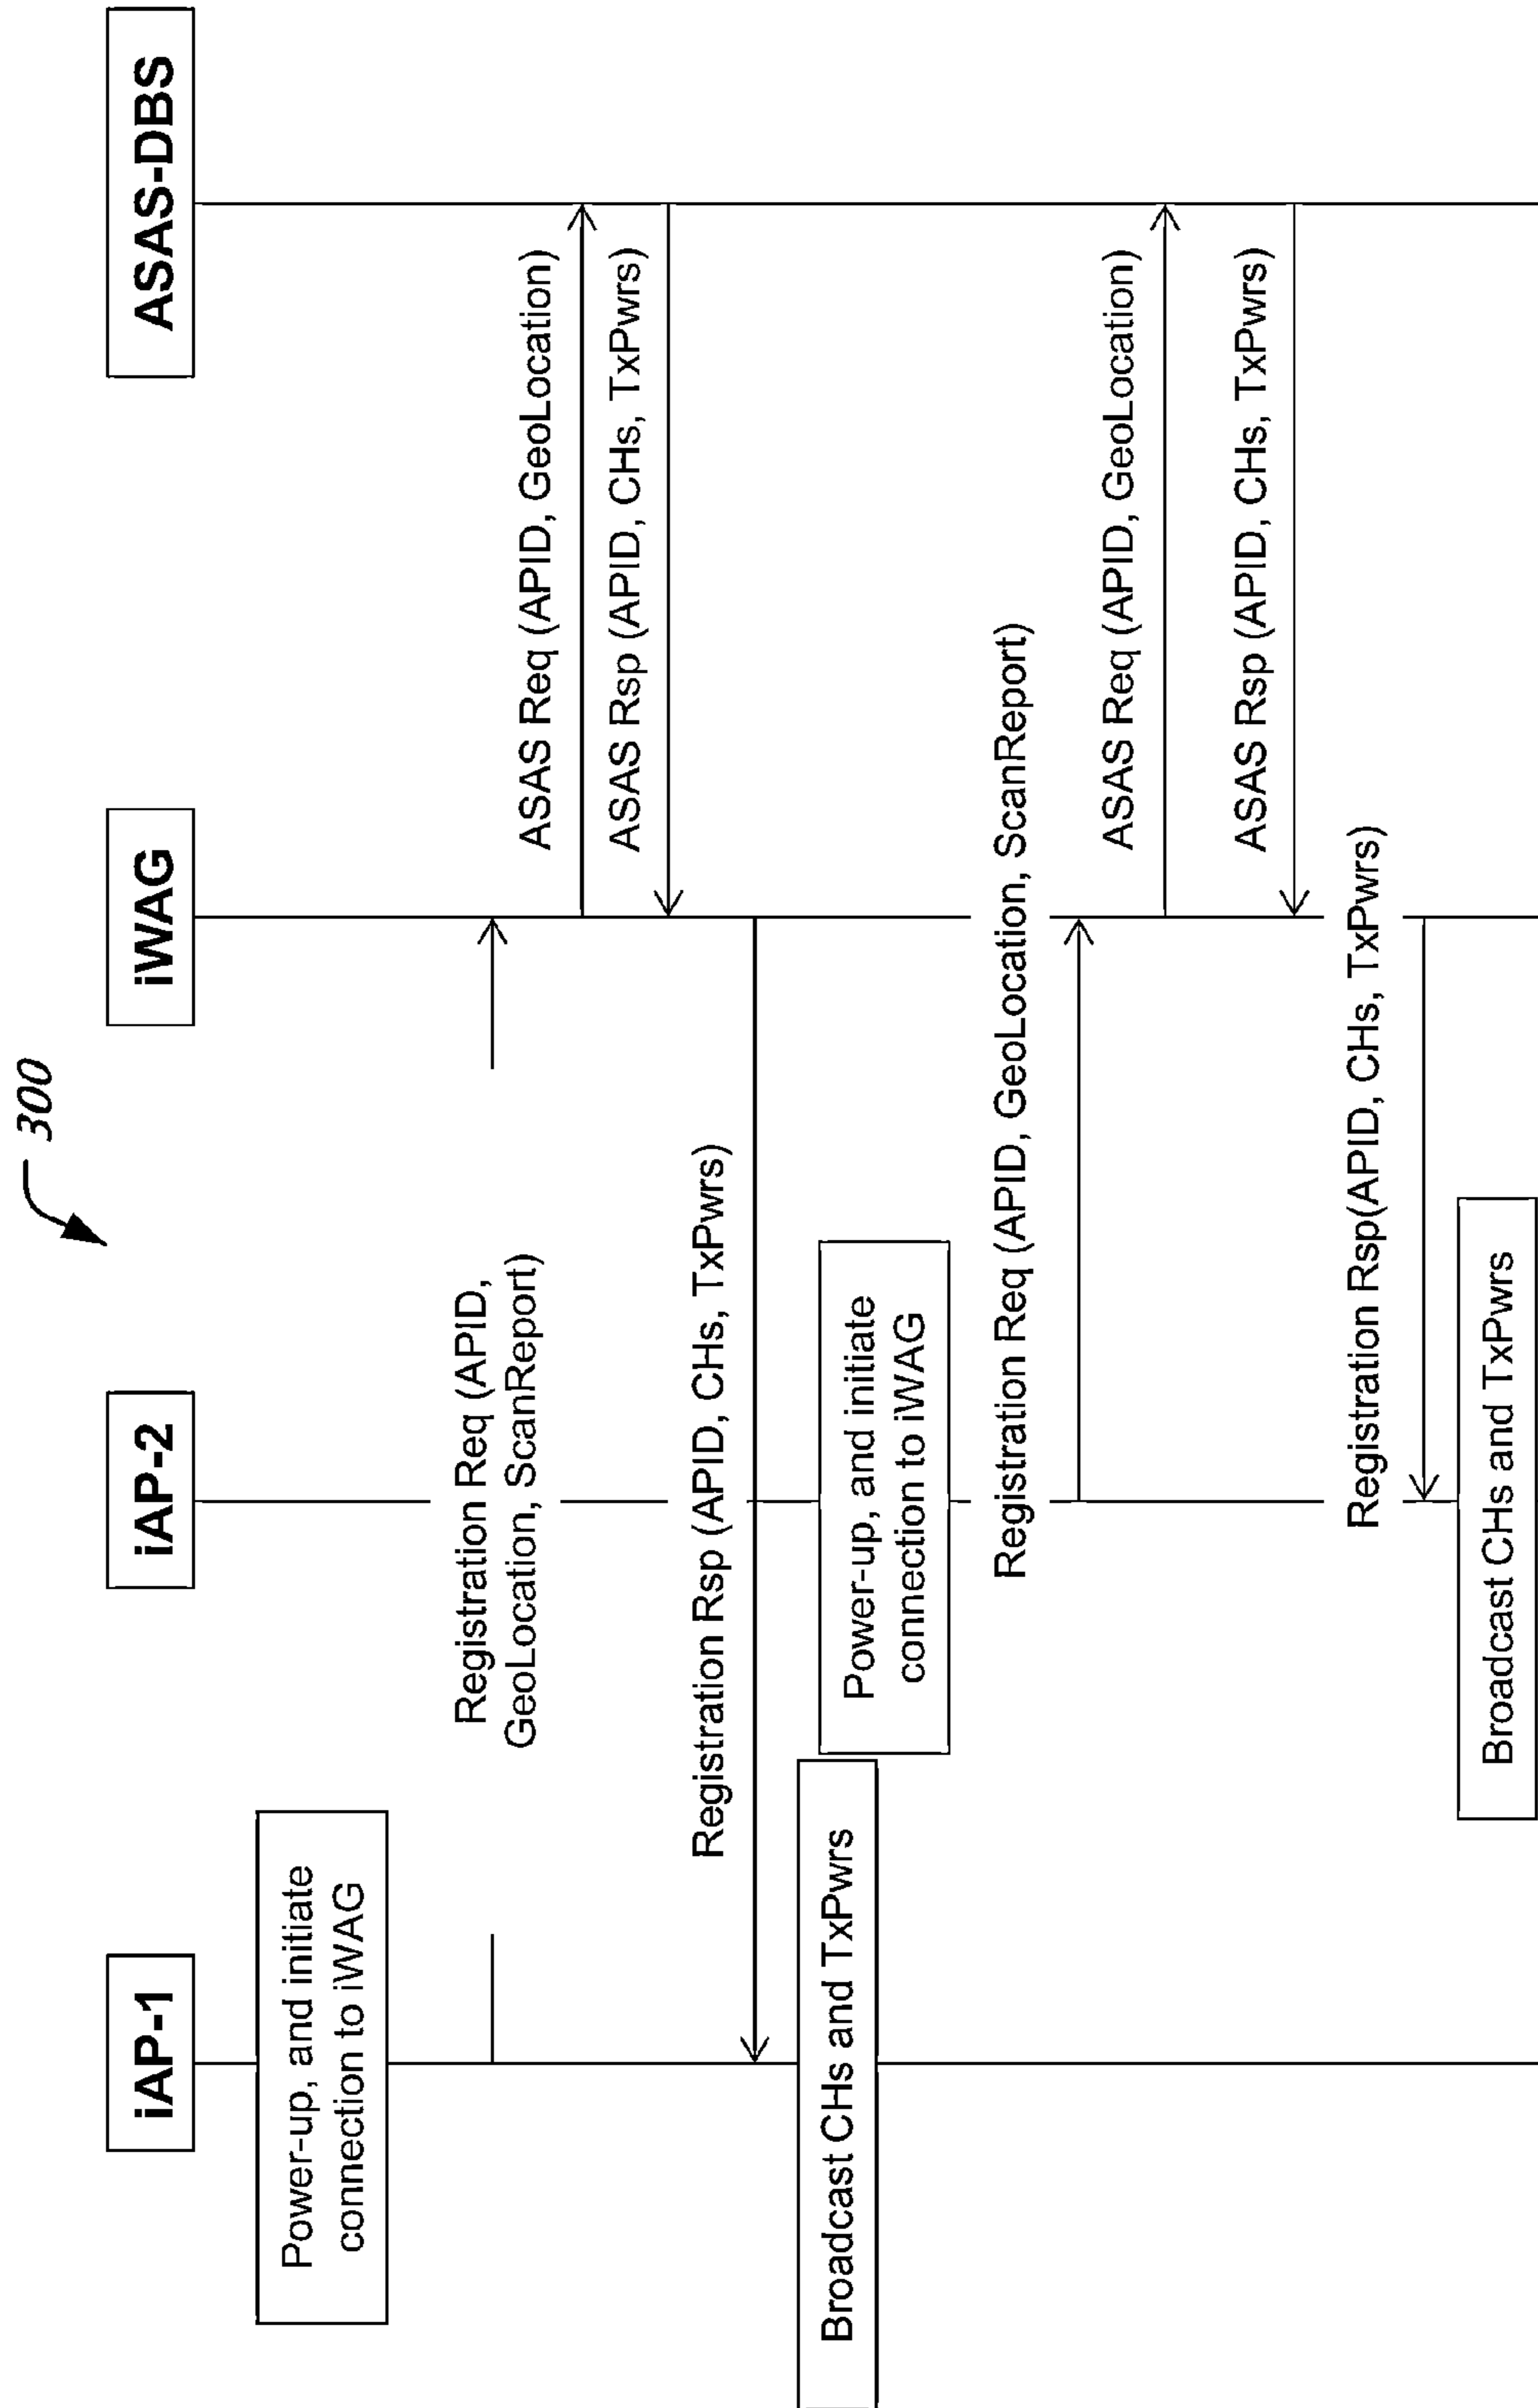 300
iAP-1
iAP-2
iWAG
ASAS-DBS
Power-up, and initiate
connection to iWAG
Registration Req (APID,
GeoLocation, ScanReport)
ASAS Req (APID, GeoLocation)
ASAS Rsp (APID, CHs, TxPwrs)
Registration Rsp (APID, CHs, TxPwrs)
Broadcast CHs and TxPwrs
Power-up, and initiate
connection to iWAG
Registration Req (APID, GeoLocation, ScanReport)
ASAS Req (APID, GeoLocation)
ASAS Rsp (APID, CHs, TxPwrs)
Registration Rsp(APID, CHs, TxPwrs)
Broadcast CHs and TxPwrs